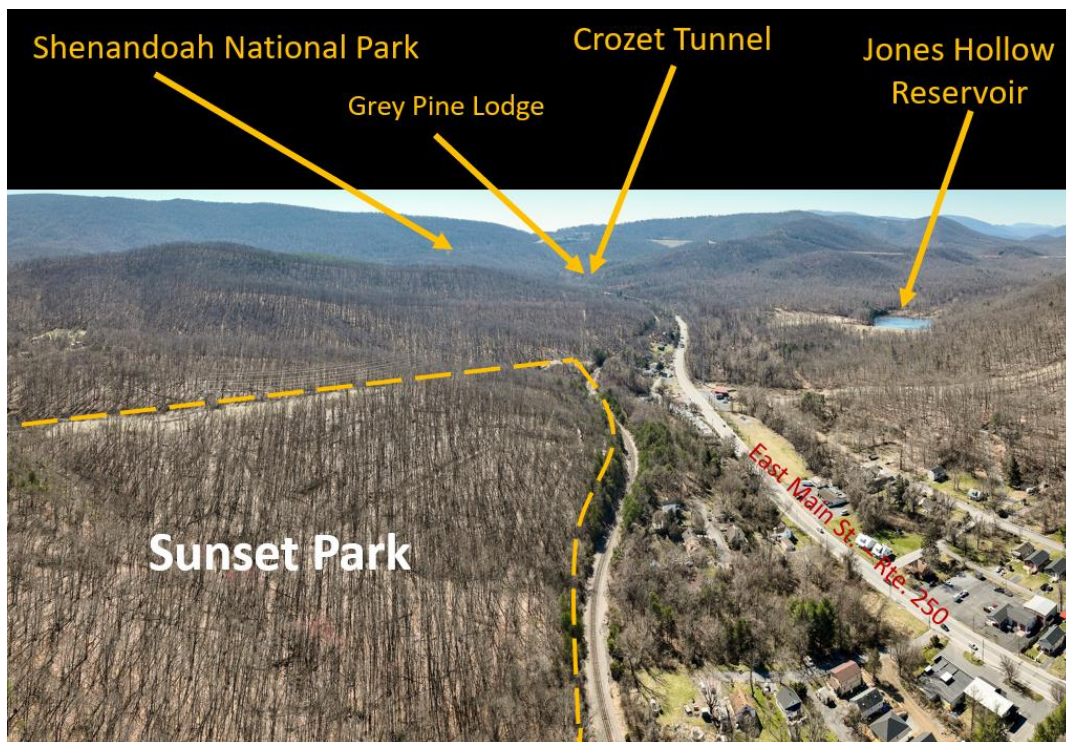 Shenandoah National Park
Crozet Tunnel
Jones Hollow
Reservoir
Grey Pine Lodge
East Main St. – Rte. 250
Sunset Park